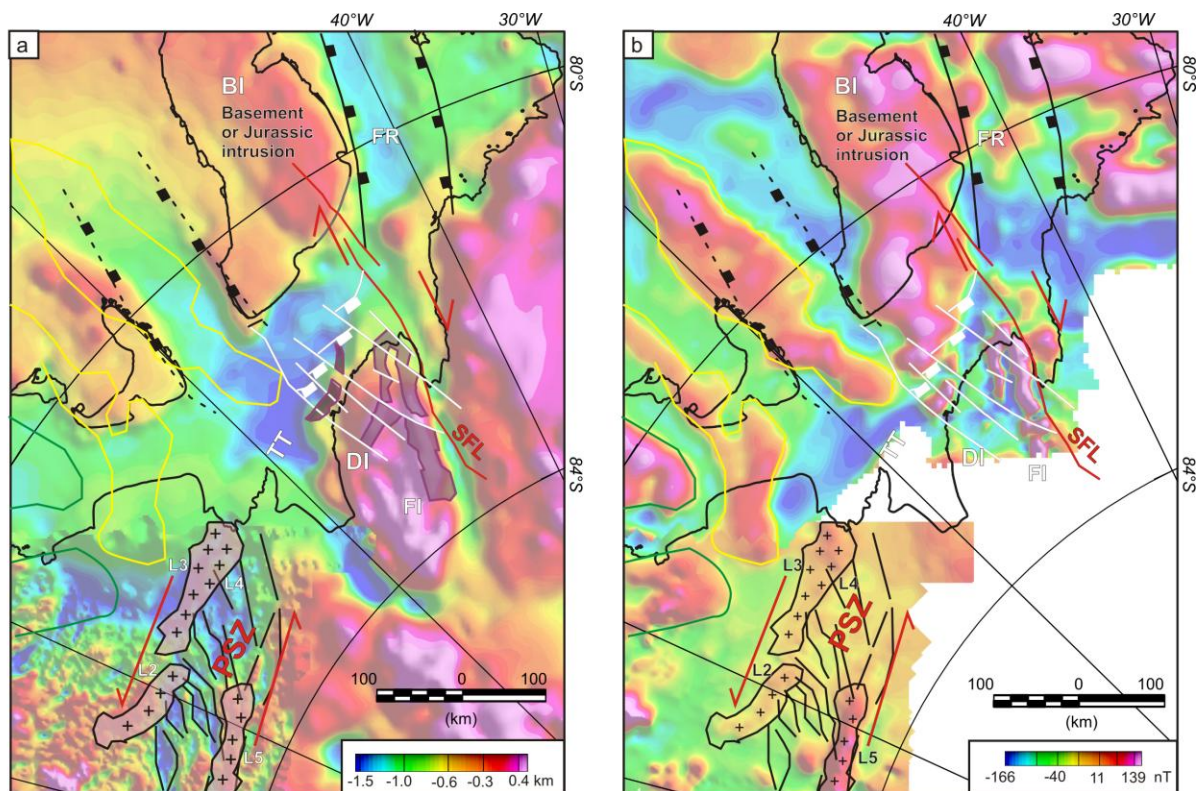 a
40°W
30°W
80°S
BI
Basement
or Jurassic
intrusion
FR
TT
DI
SFL
FI
84°S
L3
L4
PSZ
L2
L5
100 0 100
(km)
-1.5 -1.0 -0.6 -0.3 0.4 km
b
40°W
30°W
80°S
BI
Basement
or Jurassic
intrusion
FR
TT
DI
SFL
FI
84°S
L3
L4
PSZ
L2
L5
100 0 100
(km)
-166 -40 11 139 nT